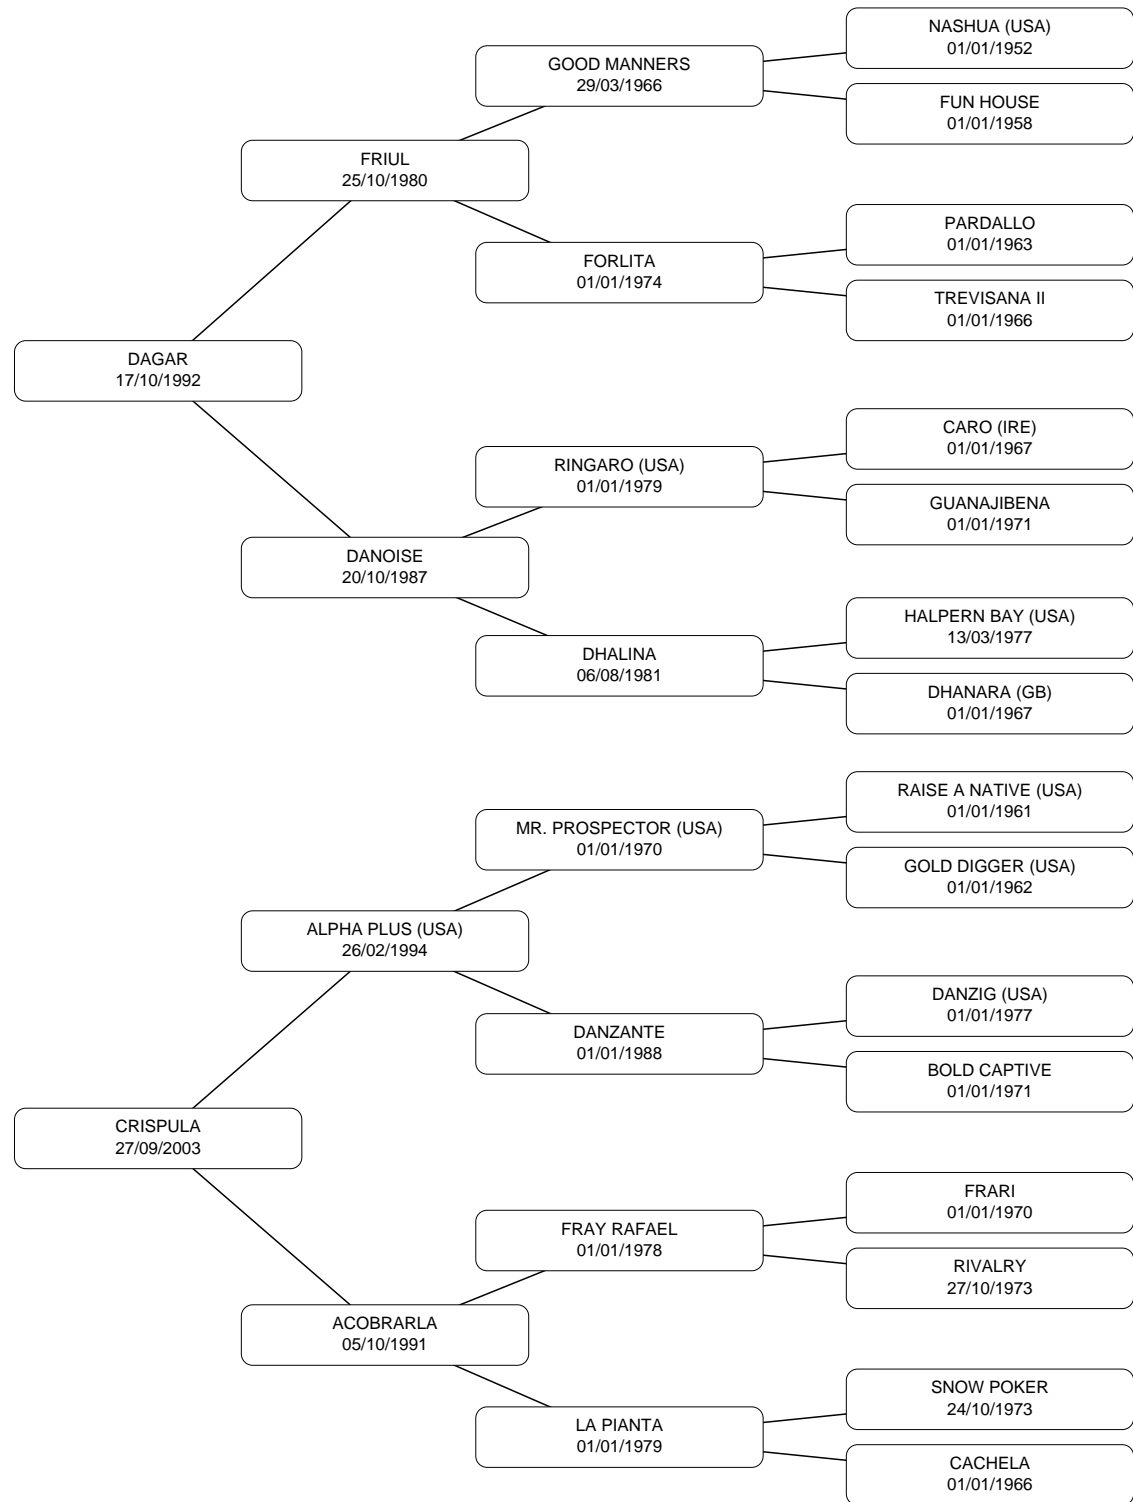 NASHUA (USA)
01/01/1952
GOOD MANNERS
29/03/1966
FUN HOUSE
01/01/1958
FRIUL
25/10/1980
PARDALLO
01/01/1963
FORLITA
01/01/1974
TREVISANA II
01/01/1966
DAGAR
17/10/1992
CARO (IRE)
01/01/1967
RINGARO (USA)
01/01/1979
GUANAJIBENA
01/01/1971
DANOISE
20/10/1987
HALPERN BAY (USA)
13/03/1977
DHALINA
06/08/1981
DHANARA (GB)
01/01/1967
RAISE A NATIVE (USA)
01/01/1961
MR. PROSPECTOR (USA)
01/01/1970
GOLD DIGGER (USA)
01/01/1962
ALPHA PLUS (USA)
26/02/1994
DANZIG (USA)
01/01/1977
DANZANTE
01/01/1988
BOLD CAPTIVE
01/01/1971
CRISPULA
27/09/2003
FRARI
01/01/1970
FRAY RAFAEL
01/01/1978
RIVALRY
27/10/1973
ACOBRARLA
05/10/1991
SNOW POKER
24/10/1973
LA PIANTA
01/01/1979
CACHELA
01/01/1966